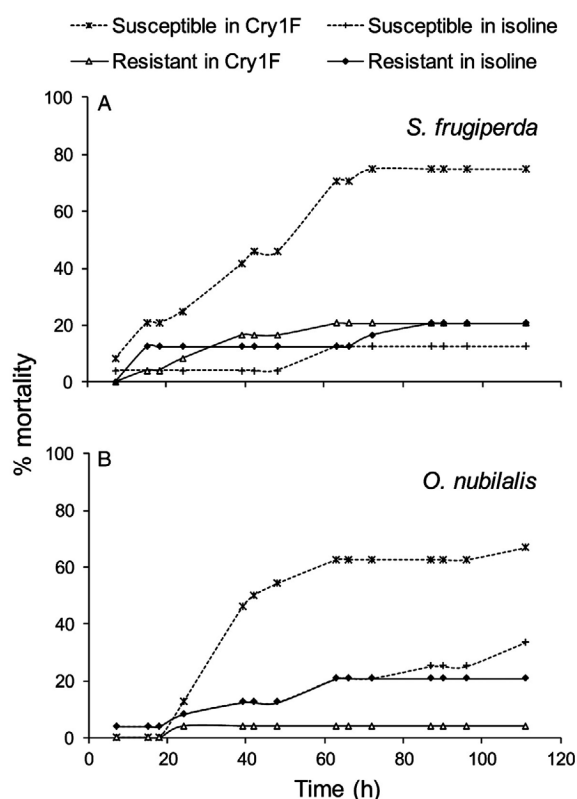 Susceptible in Cry1F Susceptible in isoline
Resistant in Cry1F Resistant in isoline
A
S. frugiperda
100
80
60
40
20
0
% mortality
B
O. nubilalis
100
80
60
40
20
0
0 20 40 60 80 100 120
Time (h)